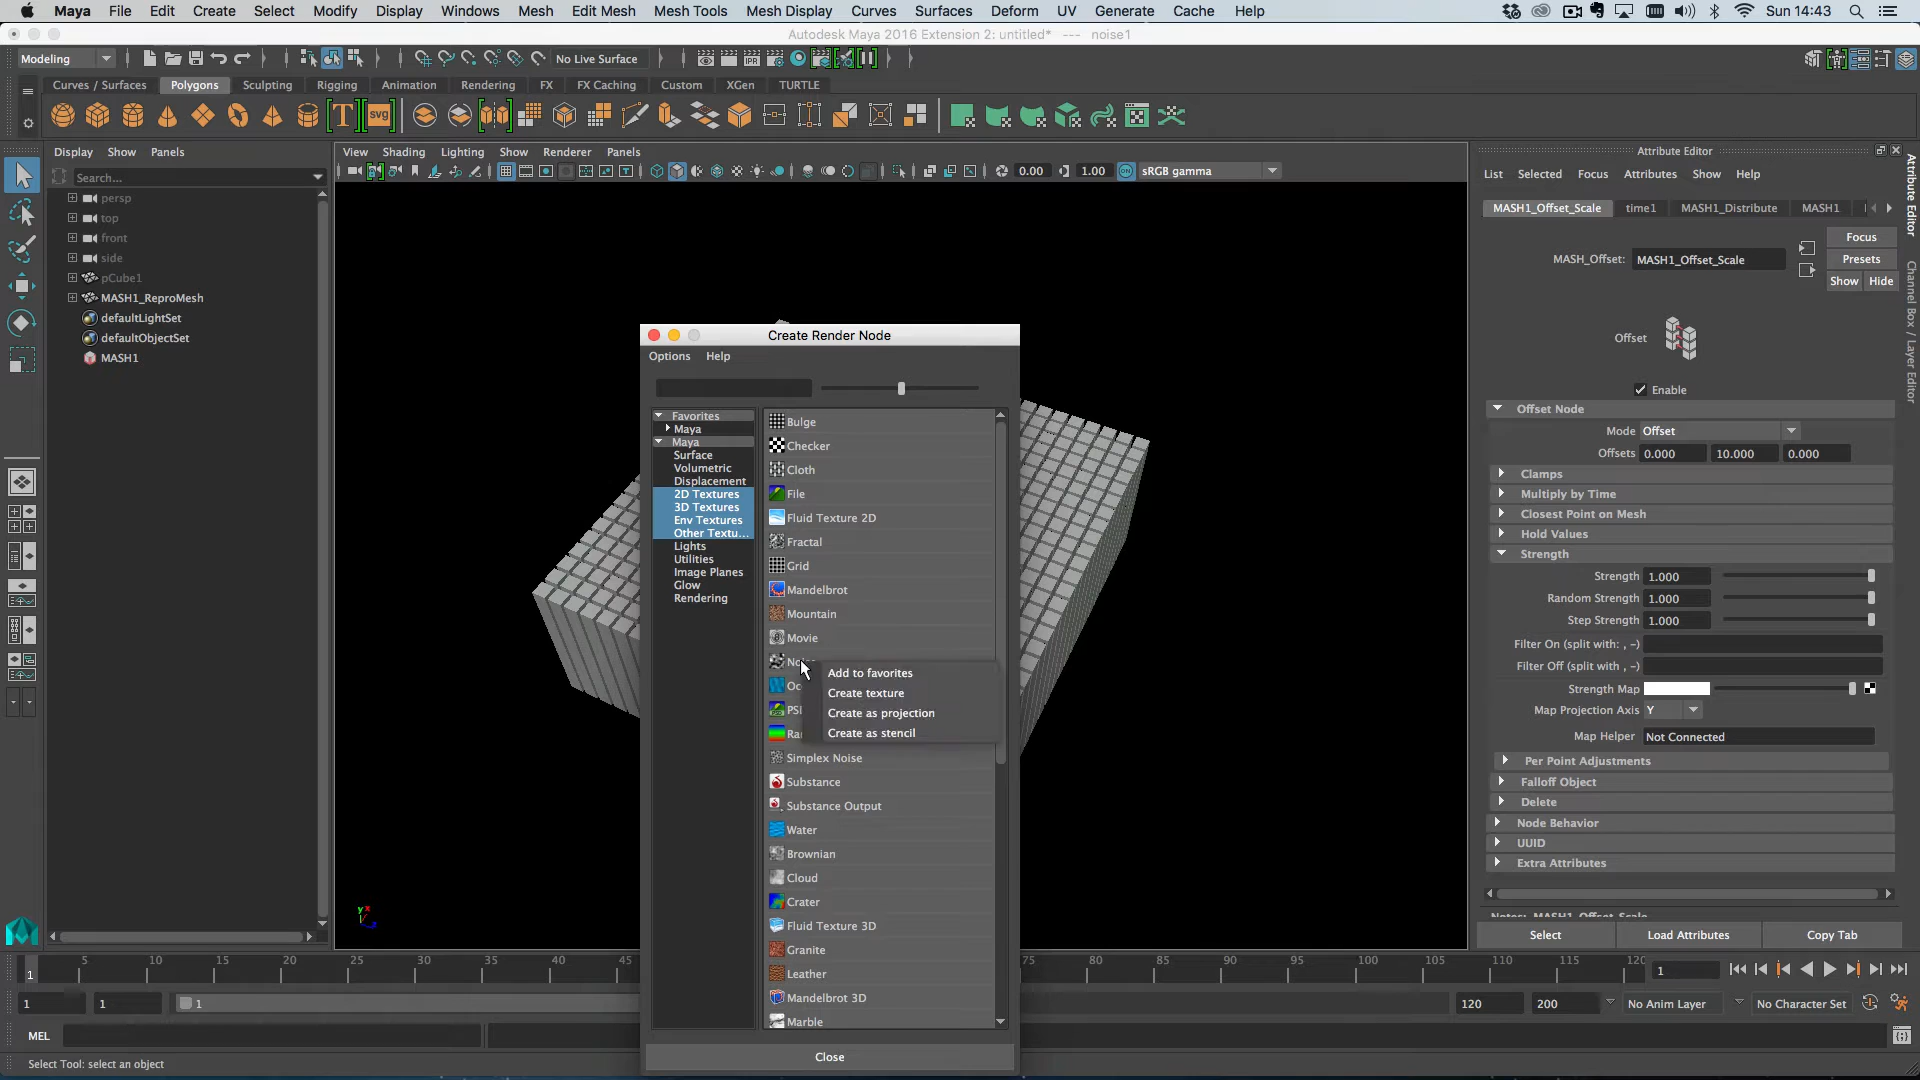 Maya File Edit Create Select Modify Display Windows Mesh Edit Mesh Mesh Tools Mesh Display Curves Surfaces Deform UV Generate Cache Help Sun 14:43
Autodesk Maya 2016 Extension 2: untitled* --- noise1
Modeling No Live Surface
Curves / Surfaces Polygons Sculpting Rigging Animation Rendering FX FX Caching Custom XGen TURTLE
T svg
Display Show Panels
View Shading Lighting Show Renderer Panels
Search...
0.00 1.00 sRGB gamma
persp
top
front
side
pCube1
MASH1_ReproMesh
defaultLightSet
defaultObjectSet
MASH1
Create Render Node
Options Help
Favorites
Maya
Maya
Surface
Volumetric
Displacement
2D Textures
3D Textures
Env Textures
Other Textu...
Lights
Utilities
Image Planes
Glow
Rendering
Bulge
Checker
Cloth
File
Fluid Texture 2D
Fractal
Grid
Mandelbrot
Mountain
Movie
Simplex Noise
Substance
Substance Output
Water
Brownian
Cloud
Crater
Fluid Texture 3D
Granite
Leather
Mandelbrot 3D
Marble
Add to favorites
Create texture
Create as projection
Create as stencil
Close
Attribute Editor
List Selected Focus Attributes Show Help
MASH1_Offset_Scale time1 MASH1_Distribute MASH1
Focus
MASH_Offset: MASH1_Offset_Scale
Presets
Show Hide
Offset
Enable
Offset Node
Mode Offset
Offsets 0.000 10.000 0.000
Clamps
Multiply by Time
Closest Point on Mesh
Hold Values
Strength
Strength 1.000
Random Strength 1.000
Step Strength 1.000
Filter On (split with: , -)
Filter Off (split with , -)
Strength Map
Map Projection Axis Y
Map Helper Not Connected
Per Point Adjustments
Falloff Object
Delete
Node Behavior
UUID
Extra Attributes
Notes: MASH1_Offset_Scale
Select Load Attributes Copy Tab
Attribute Editor
Channel Box / Layer Editor
y x
5 10 15 20 25 30 35 40 45 75 80 85 90 95 100 105 110 115 120
1 1
1 1 1 120 200 No Anim Layer No Character Set
MEL
Select Tool: select an object